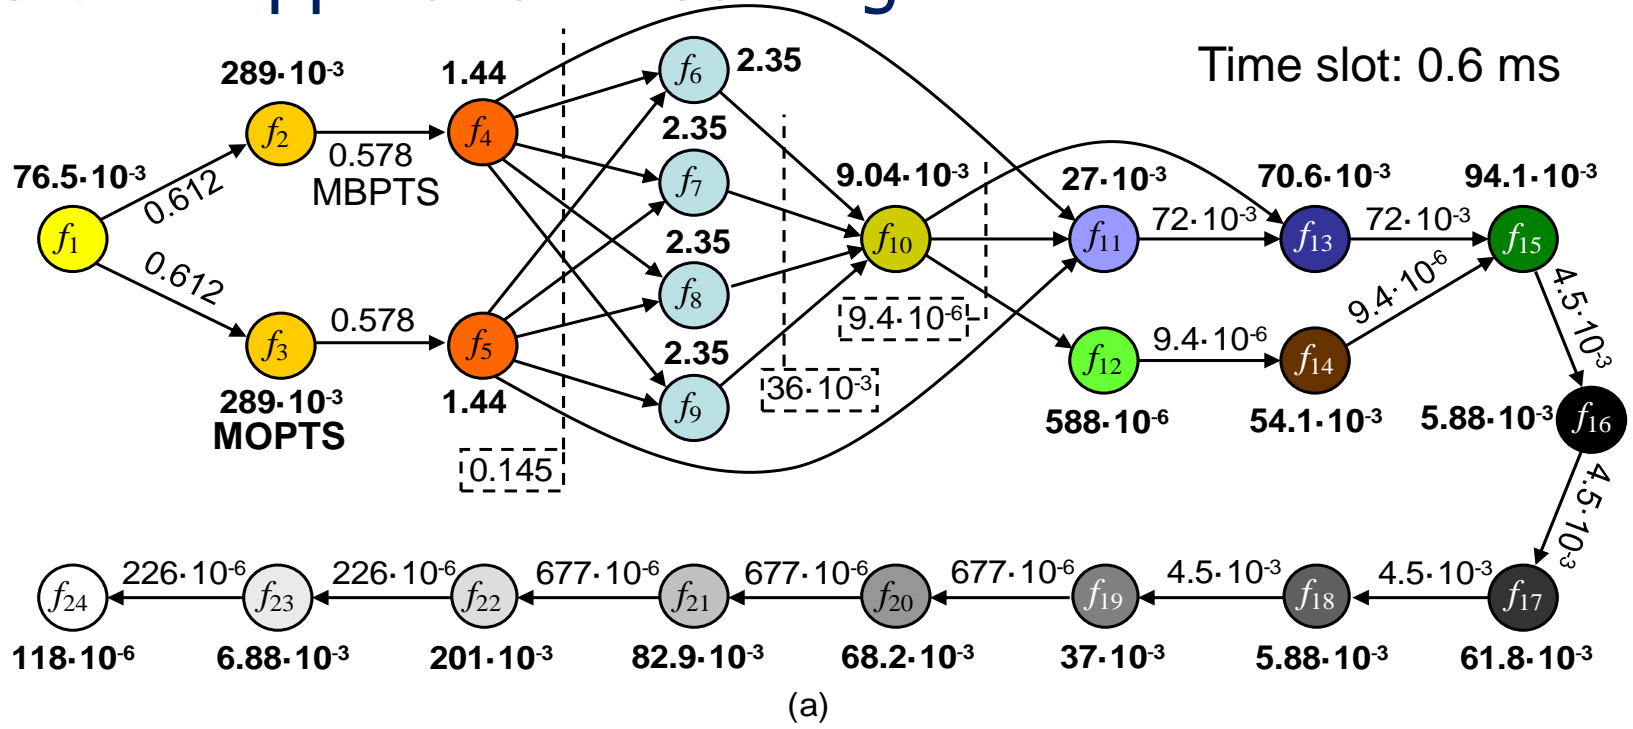 Time slot: 0.6 ms
289·10⁻³
1.44
2.35
f₆
f₂
f₄
0.578
MBPTS
2.35
f₇
76.5·10⁻³
0.612
f₁
9.04·10⁻³
27·10⁻³
70.6·10⁻³
94.1·10⁻³
f₁₀
f₁₁
72·10⁻³
f₁₃
72·10⁻³
f₁₅
2.35
f₈
0.612
0.578
f₃
f₅
9.4·10⁻⁶
9.4·10⁻⁶
9.4·10⁻⁶
4.5·10⁻³
f₁₂
f₁₄
2.35
f₉
36·10⁻³
289·10⁻³
MOPTS
1.44
588·10⁻⁶
54.1·10⁻³
5.88·10⁻³
f₁₆
0.145
4.5·10⁻³
f₂₄
226·10⁻⁶
f₂₃
226·10⁻⁶
f₂₂
677·10⁻⁶
f₂₁
677·10⁻⁶
f₂₀
677·10⁻⁶
f₁₉
4.5·10⁻³
f₁₈
4.5·10⁻³
f₁₇
118·10⁻⁶
6.88·10⁻³
201·10⁻³
82.9·10⁻³
68.2·10⁻³
37·10⁻³
5.88·10⁻³
61.8·10⁻³
(a)